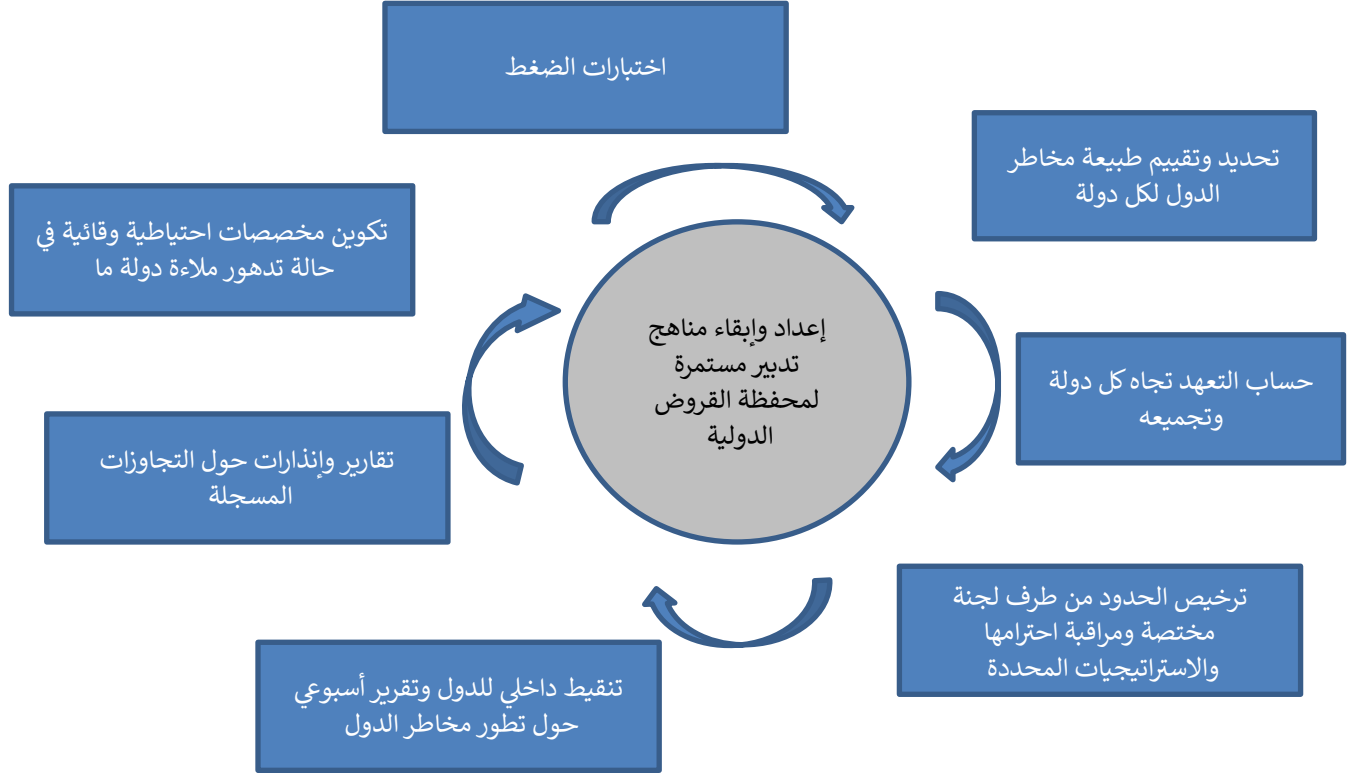 اختبارات الضغط
تحديد وتقييم طبيعة مخاطر
الدول لكل دولة
حساب التعهد تجاه كل دولة
وتجميعه
ترخيص الحدود من طرف لجنة
مختصة ومراقبة احترامها
والاستراتيجيات المحددة
تنقيط داخلي للدول وتقرير أسبوعي
حول تطور مخاطر الدول
تقارير وإنذارات حول التجاوزات
المسجلة
تكوين مخصصات احتياطية وقائية في
حالة تدهور ملاءة دولة ما
إعداد وإبقاء مناهج
تدبير مستمرة
لمحفظة القروض
الدولية